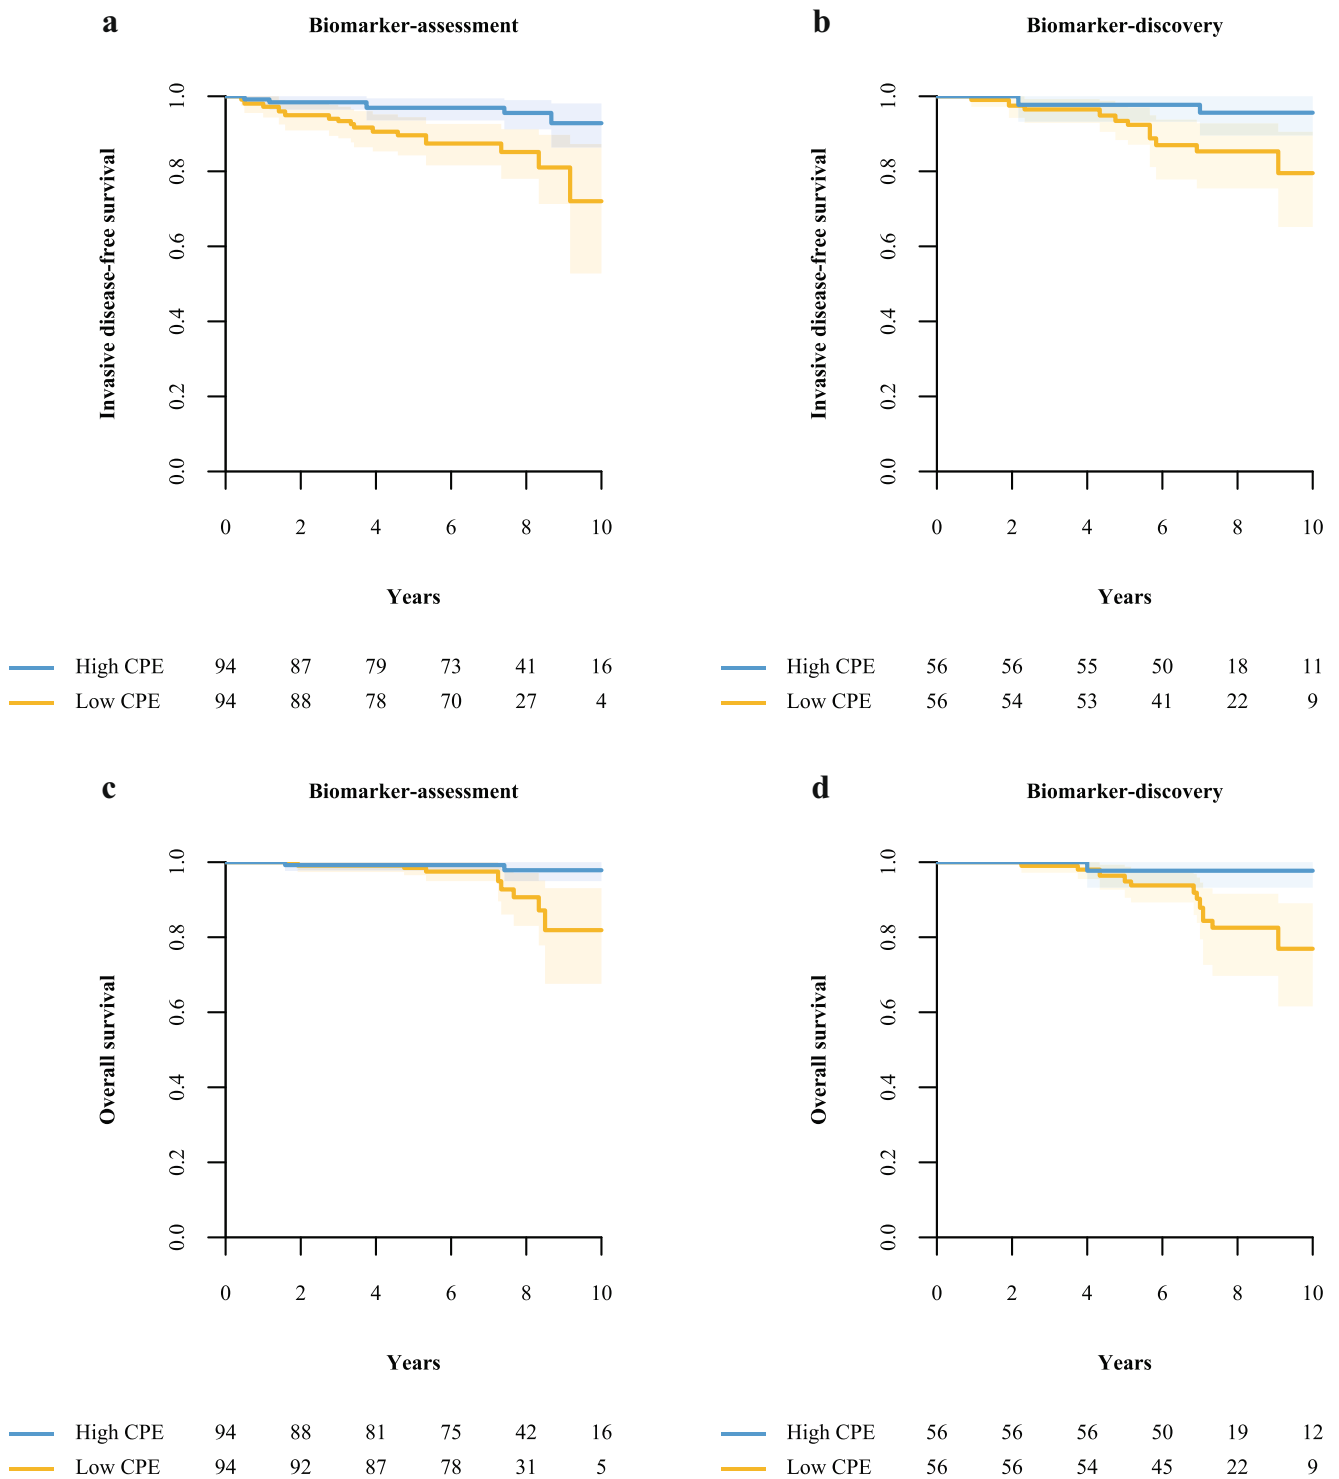 a
Biomarker-assessment
Invasive disease-free survival
1.0
0.8
0.6
0.4
0.2
0.0
0 2 4 6 8 10
Years
High CPE 94 87 79 73 41 16
Low CPE 94 88 78 70 27 4
b
Biomarker-discovery
Invasive disease-free survival
1.0
0.8
0.6
0.4
0.2
0.0
0 2 4 6 8 10
Years
High CPE 56 56 55 50 18 11
Low CPE 56 54 53 41 22 9
c
Biomarker-assessment
Overall survival
1.0
0.8
0.6
0.4
0.2
0.0
0 2 4 6 8 10
Years
High CPE 94 88 81 75 42 16
Low CPE 94 92 87 78 31 5
d
Biomarker-discovery
Overall survival
1.0
0.8
0.6
0.4
0.2
0.0
0 2 4 6 8 10
Years
High CPE 56 56 56 50 19 12
Low CPE 56 56 54 45 22 9